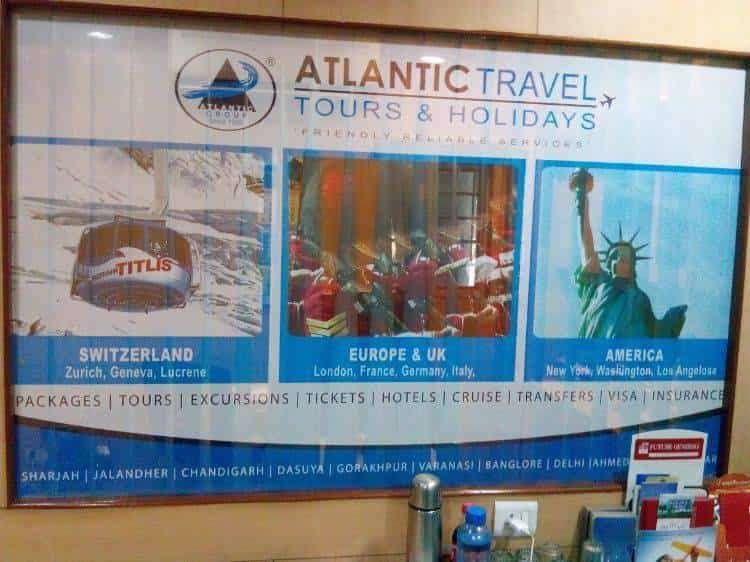 ATLANTIC
GROUP
®
ATLANTIC TRAVEL
TOURS & HOLIDAYS
"FRIENDLY RELIABLE SERVICES"
TITLIS
SWITZERLAND
Zurich, Geneva, Lucrene
EUROPE & UK
London, France, Germany, Italy,
AMERICA
New York, Washington, Los Angelose
PACKAGES | TOURS | EXCURSIONS | TICKETS | HOTELS | CRUISE | TRANSFERS | VISA | INSURANCE
SHARJAH | JALANDHER | CHANDIGARH | DASUYA | GORAKHPUR | VARANASI | BANGLORE | DELHI |AHMED
FUTURE GENERALI